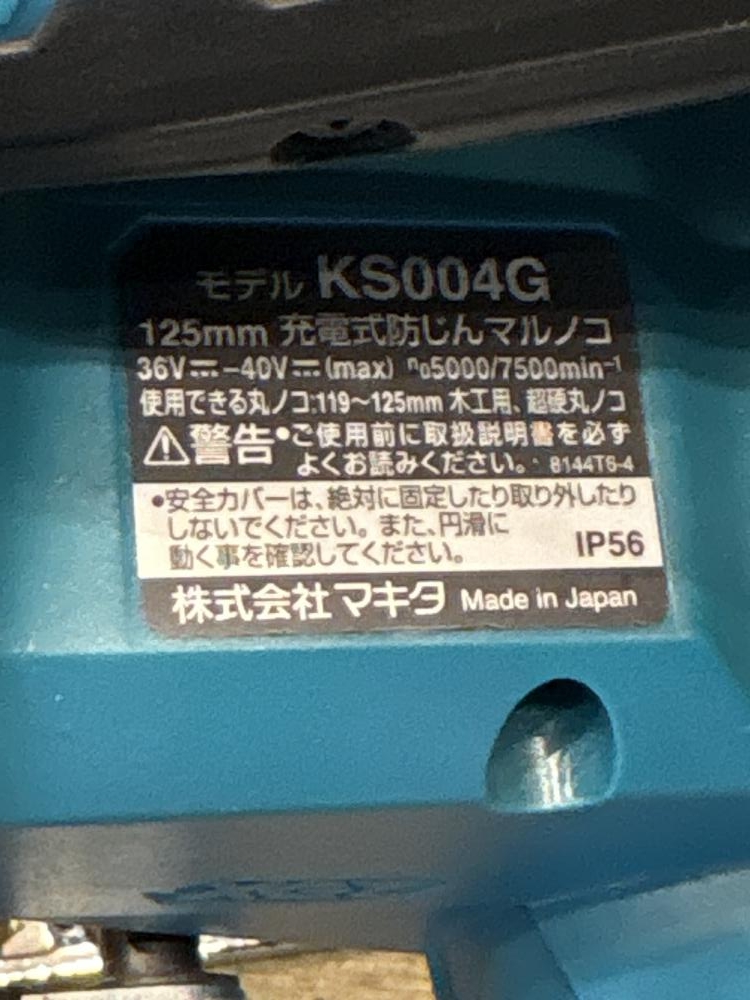 モデル KS004G
125mm 充電式防じんマルノコ
36V⎓-40V⎓(max) n₀5000/7500min⁻¹
使用できる丸ノコ:119～125mm 木工用、超硬丸ノコ
⚠警告•ご使用前に取扱説明書を必ず
よくお読みください。 8144T6-4
•安全カバーは、絶対に固定したり取り外したり
しないでください。また、円滑に
動く事を確認してください。
IP56
株式会社マキタ Made in Japan